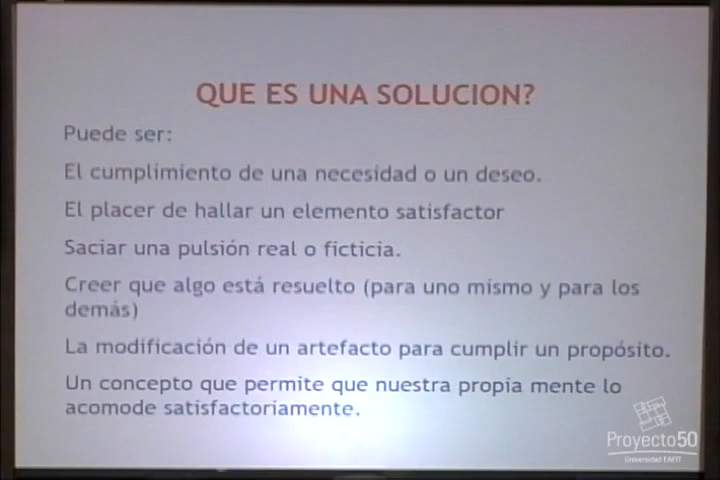 QUE ES UNA SOLUCION?
Puede ser:
El cumplimiento de una necesidad o un deseo.
El placer de hallar un elemento satisfactor
Saciar una pulsión real o ficticia.
Creer que algo está resuelto (para uno mismo y para los
demás)
La modificación de un artefacto para cumplir un propósito.
Un concepto que permite que nuestra propia mente lo
acomode satisfactoriamente.
Proyecto50
Universidad EAFIT